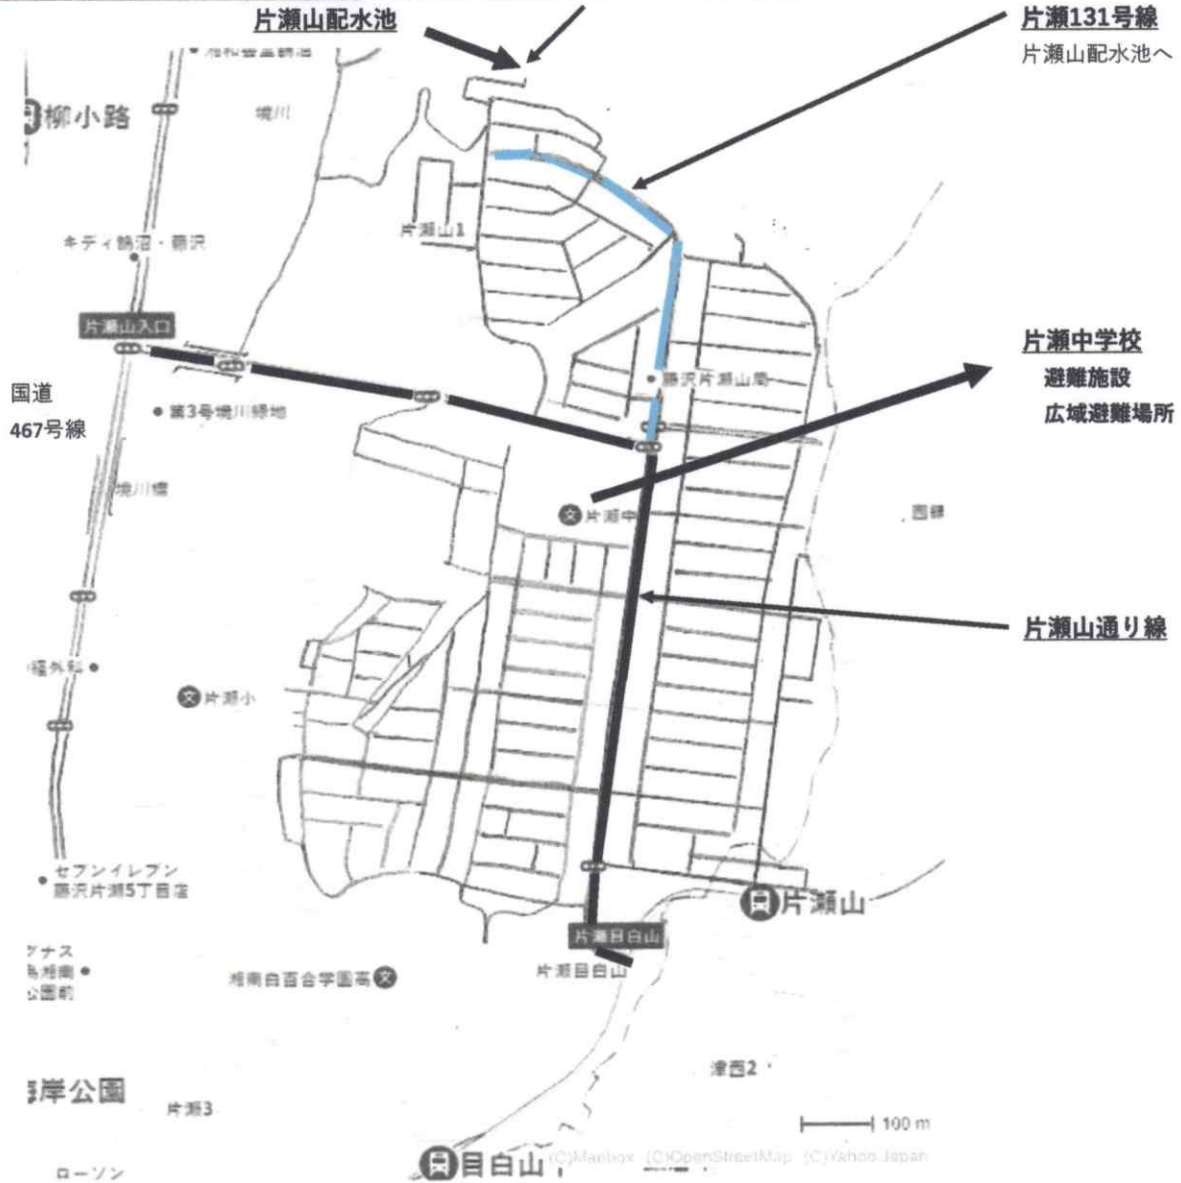 片瀬山配水池
片瀬131号線
片瀬山配水池へ
柳小路
境川
片瀬山1
キディ鵠沼・藤沢
片瀬山入口
国道
467号線
第3号境川緑地
藤沢片瀬山局
片瀬中学校
避難施設
広域避難場所
境川橋
片瀬中
西鎌
片瀬山通り線
片瀬小
セブンイレブン
藤沢片瀬5丁目店
片瀬山
片瀬目白山
片瀬目白山
湘南白百合学園高
公園前
津西2
岸公園
片瀬3
100 m
ローソン
目白山下
(C)Mapbox (C)OpenStreetMap (C)Yahoo Japan